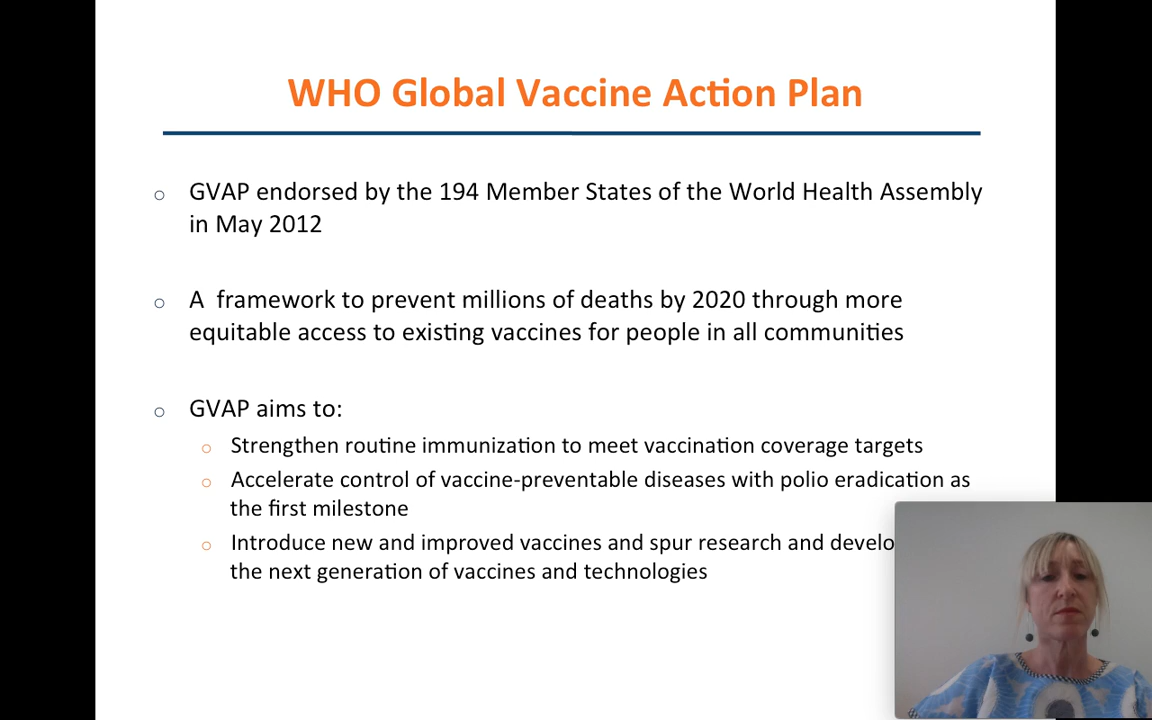 WHO Global Vaccine Action Plan
GVAP endorsed by the 194 Member States of the World Health Assembly
in May 2012
A framework to prevent millions of deaths by 2020 through more
equitable access to existing vaccines for people in all communities
GVAP aims to:
Strengthen routine immunization to meet vaccination coverage targets
Accelerate control of vaccine-preventable diseases with polio eradication as
the first milestone
Introduce new and improved vaccines and spur research and develo
the next generation of vaccines and technologies